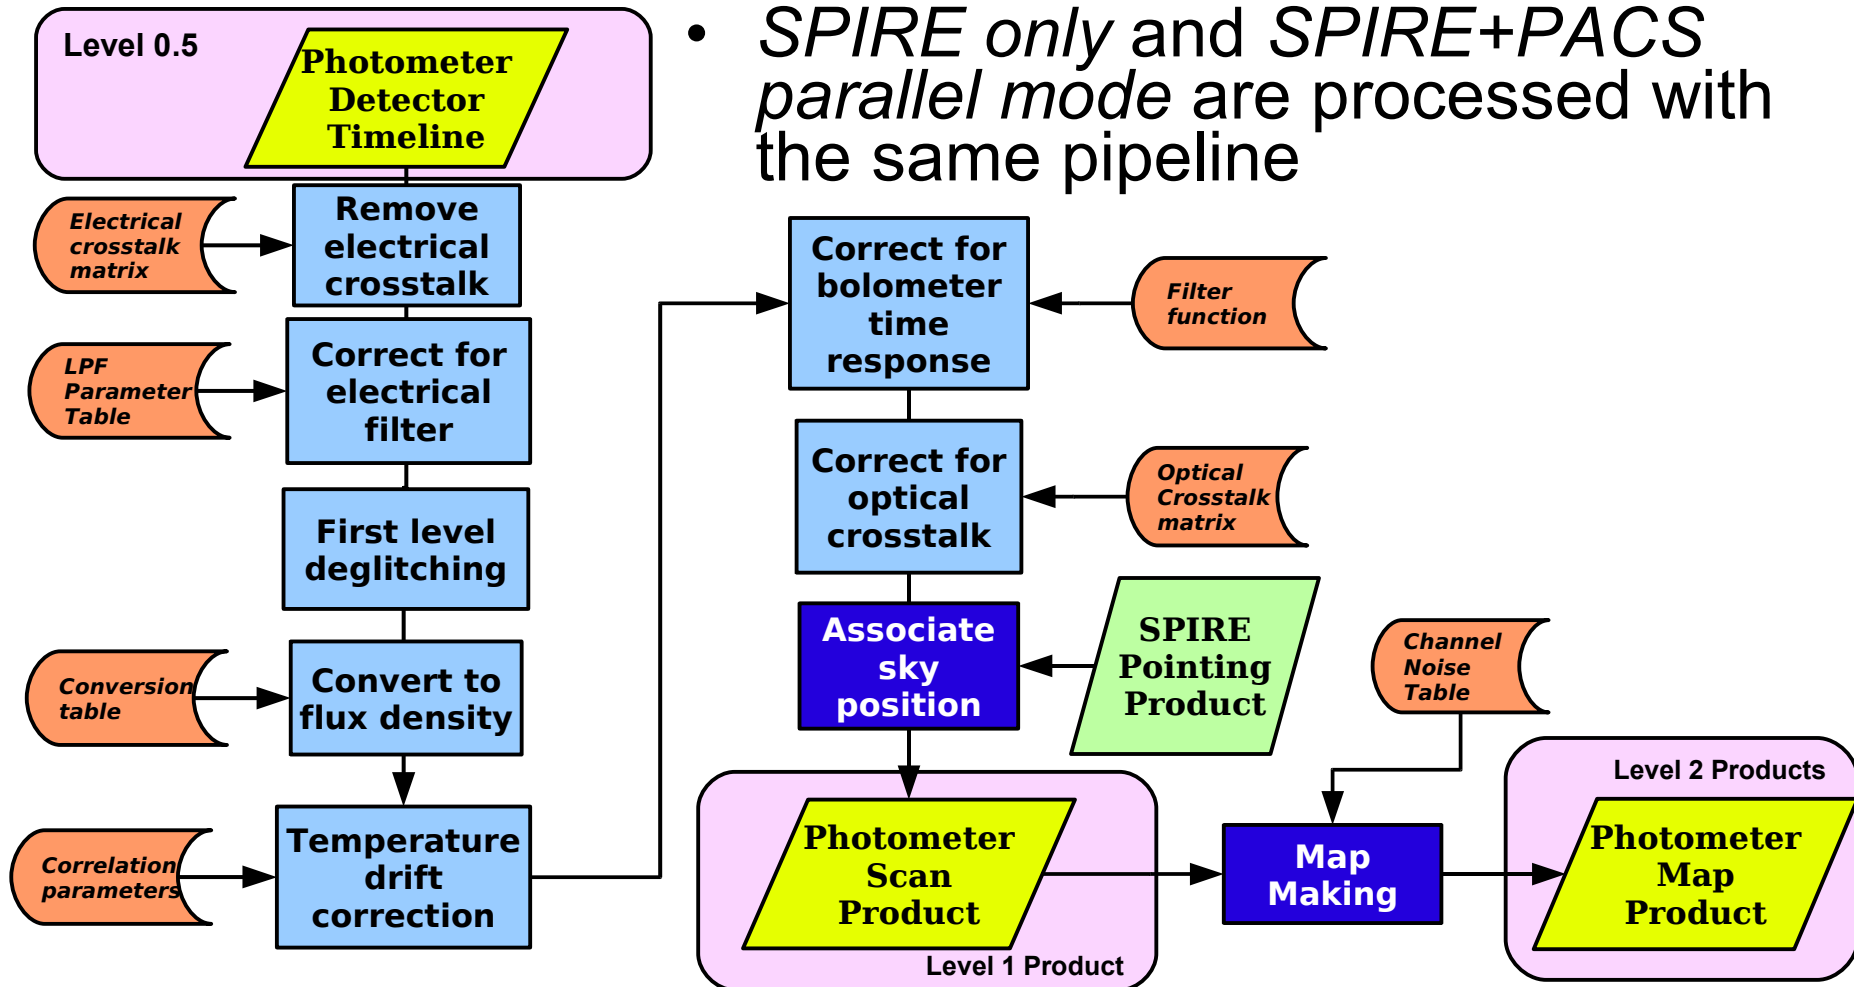 Level 0.5
Photometer
Detector
Timeline
• SPIRE only and SPIRE+PACS
parallel mode are processed with
the same pipeline
Electrical
crosstalk
matrix
Remove
electrical
crosstalk
LPF
Parameter
Table
Correct for
electrical
filter
First level
deglitching
Conversion
table
Convert to
flux density
Correlation
parameters
Temperature
drift
correction
Correct for
bolometer
time
response
Filter
function
Correct for
optical
crosstalk
Optical
Crosstalk
matrix
Associate
sky
position
SPIRE
Pointing
Product
Channel
Noise
Table
Photometer
Scan
Product
Level 1 Product
Map
Making
Level 2 Products
Photometer
Map
Product